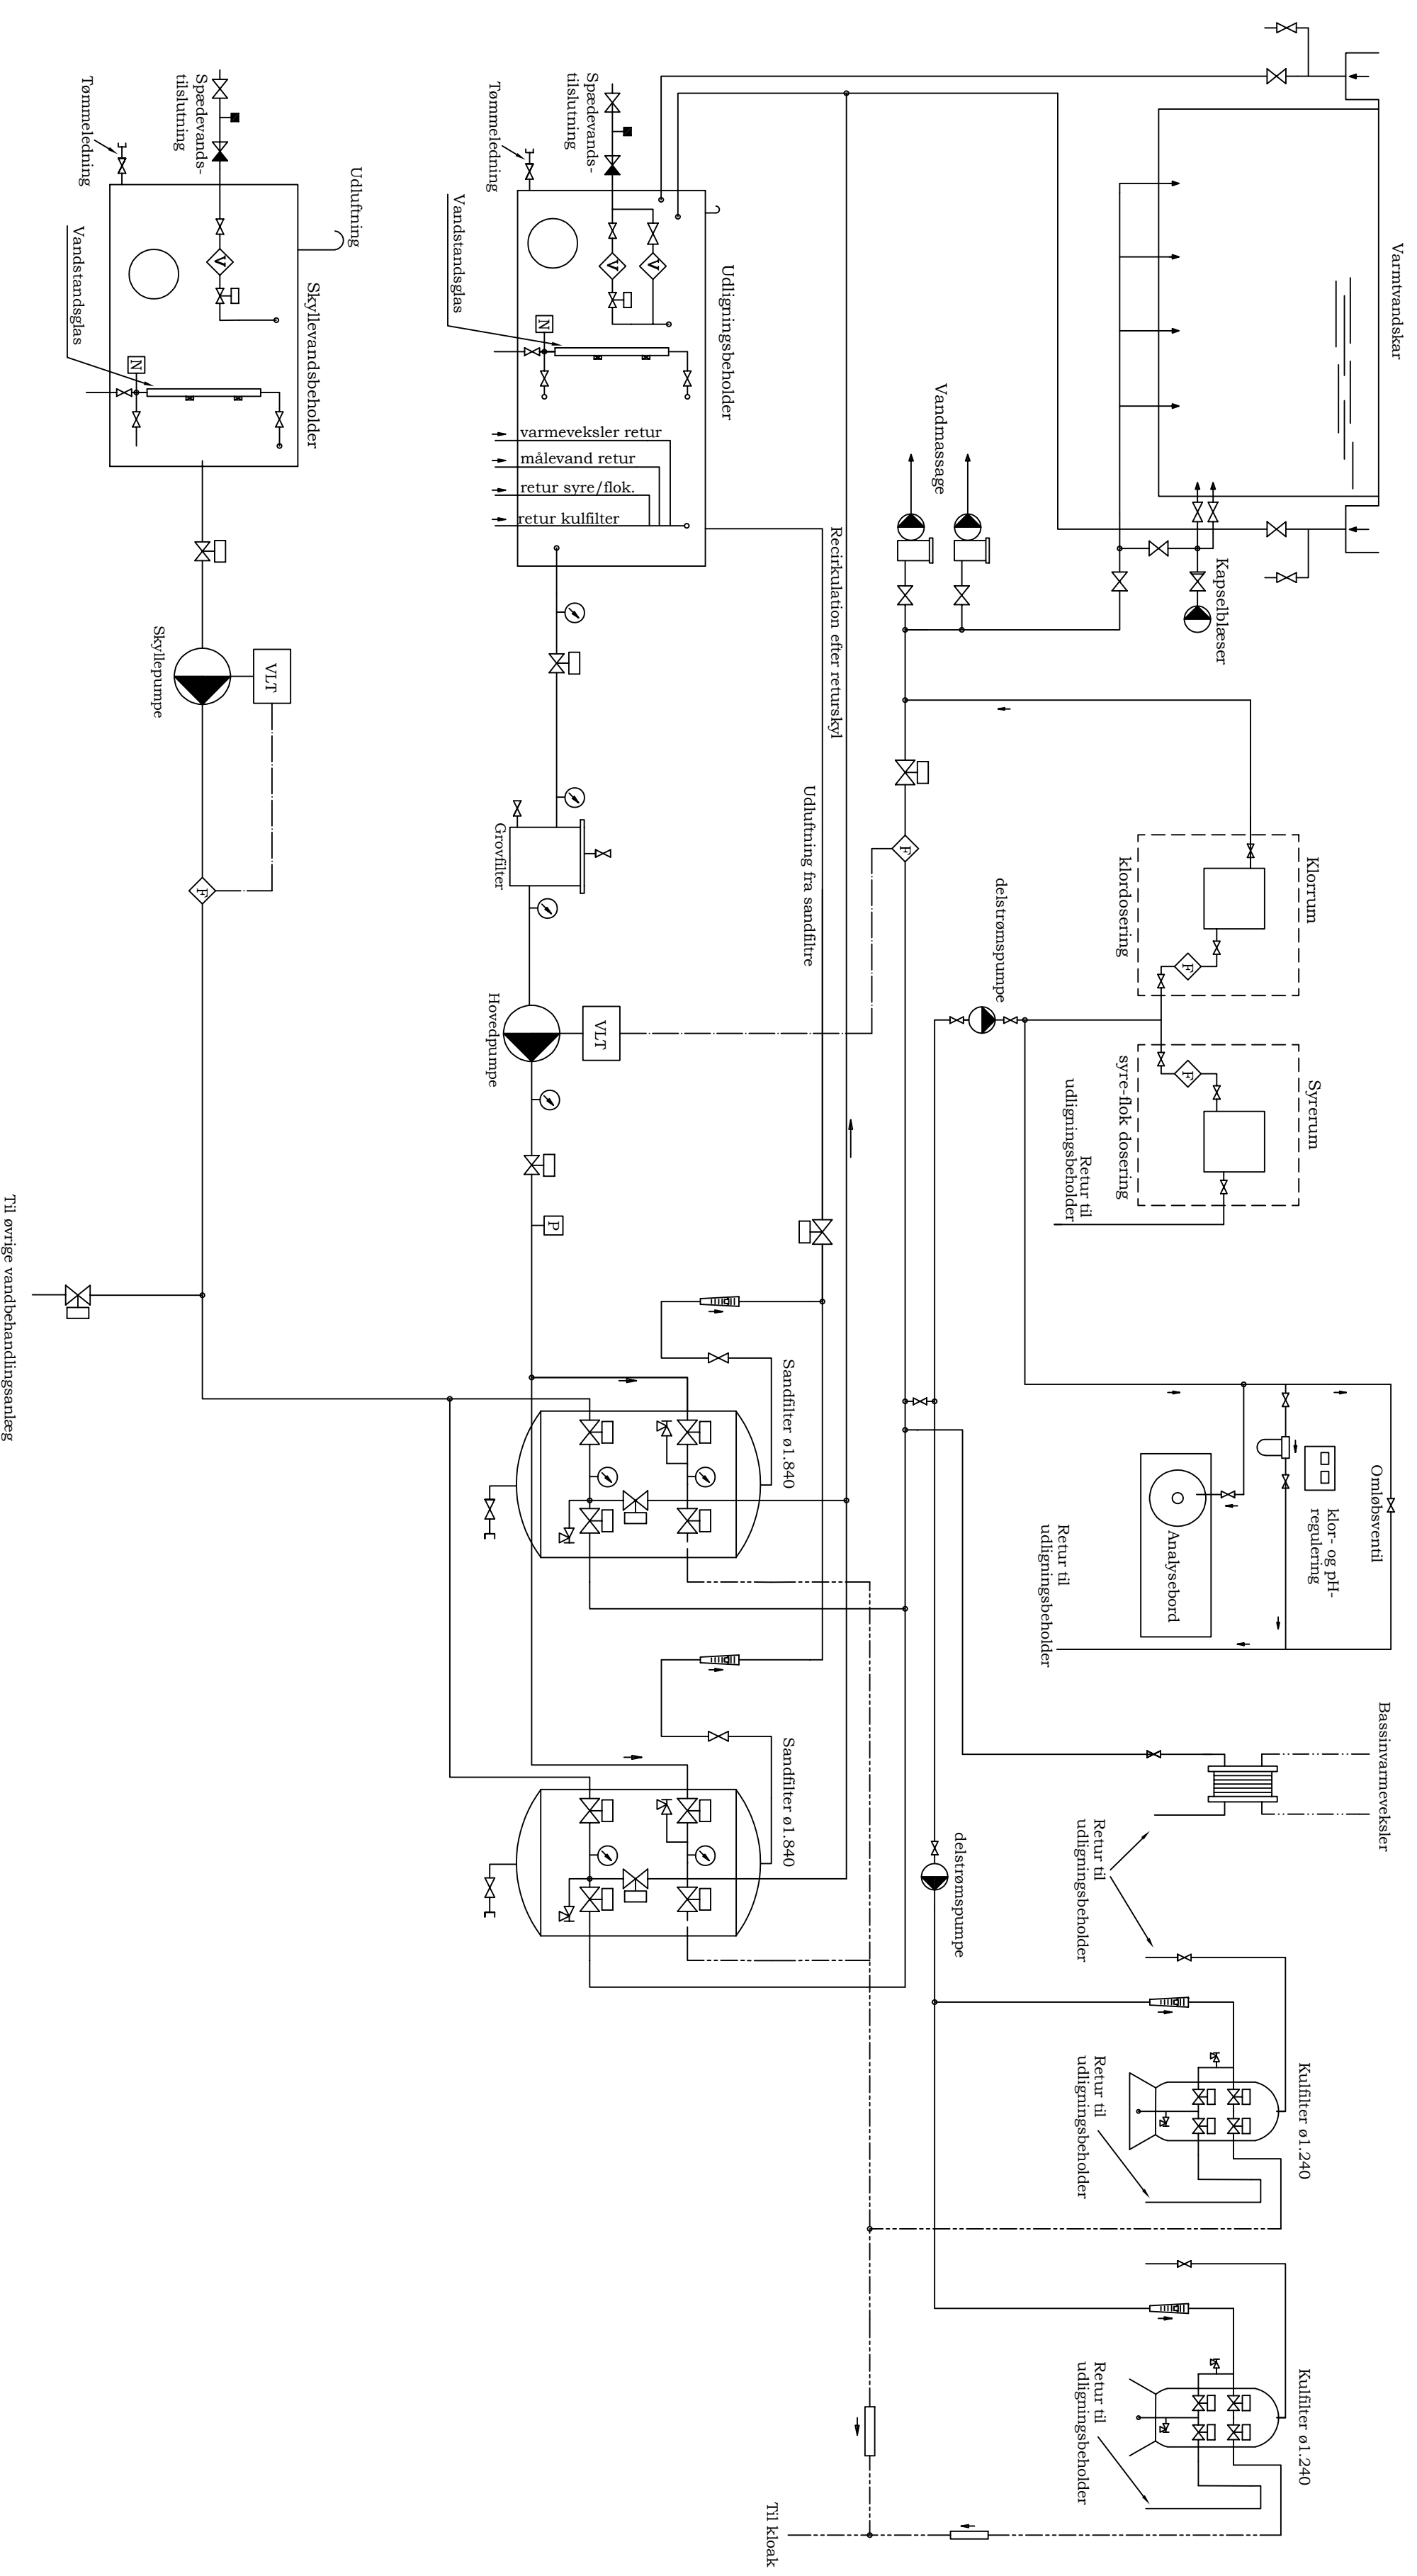 Varmtvandskar
Kapselblæser
Vandmassage
Klorrum
klordosering
Syrerum
syre-flok dosering
F
F
delstrømspumpe
Retur til
udligningsbeholder
Omløbsventil
klor- og pH-
regulering
Analysebord
Retur til
udligningsbeholder
Bassinvarmeveksler
Retur til
udligningsbeholder
delstrømspumpe
Kulfilter ø1.240
Retur til
udligningsbeholder
Kulfilter ø1.240
Retur til
udligningsbeholder
Til kloak
F
Recirkulation efter returskyl
Udluftning fra sandfiltre
Udligningsbeholder
Spædevands-
tilslutning
Tømmeledning
Vandstandsglas
V
V
N
varmeveksler retur
målevand retur
retur syre/flok.
retur kulfilter
Grovfilter
Hovedpumpe
VLT
P
Sandfilter ø1.840
Sandfilter ø1.840
Udluftning
Skyllevandsbeholder
Spædevands-
tilslutning
Tømmeledning
Vandstandsglas
V
N
Skyllepumpe
VLT
F
Til øvrige vandbehandlingsanlæg